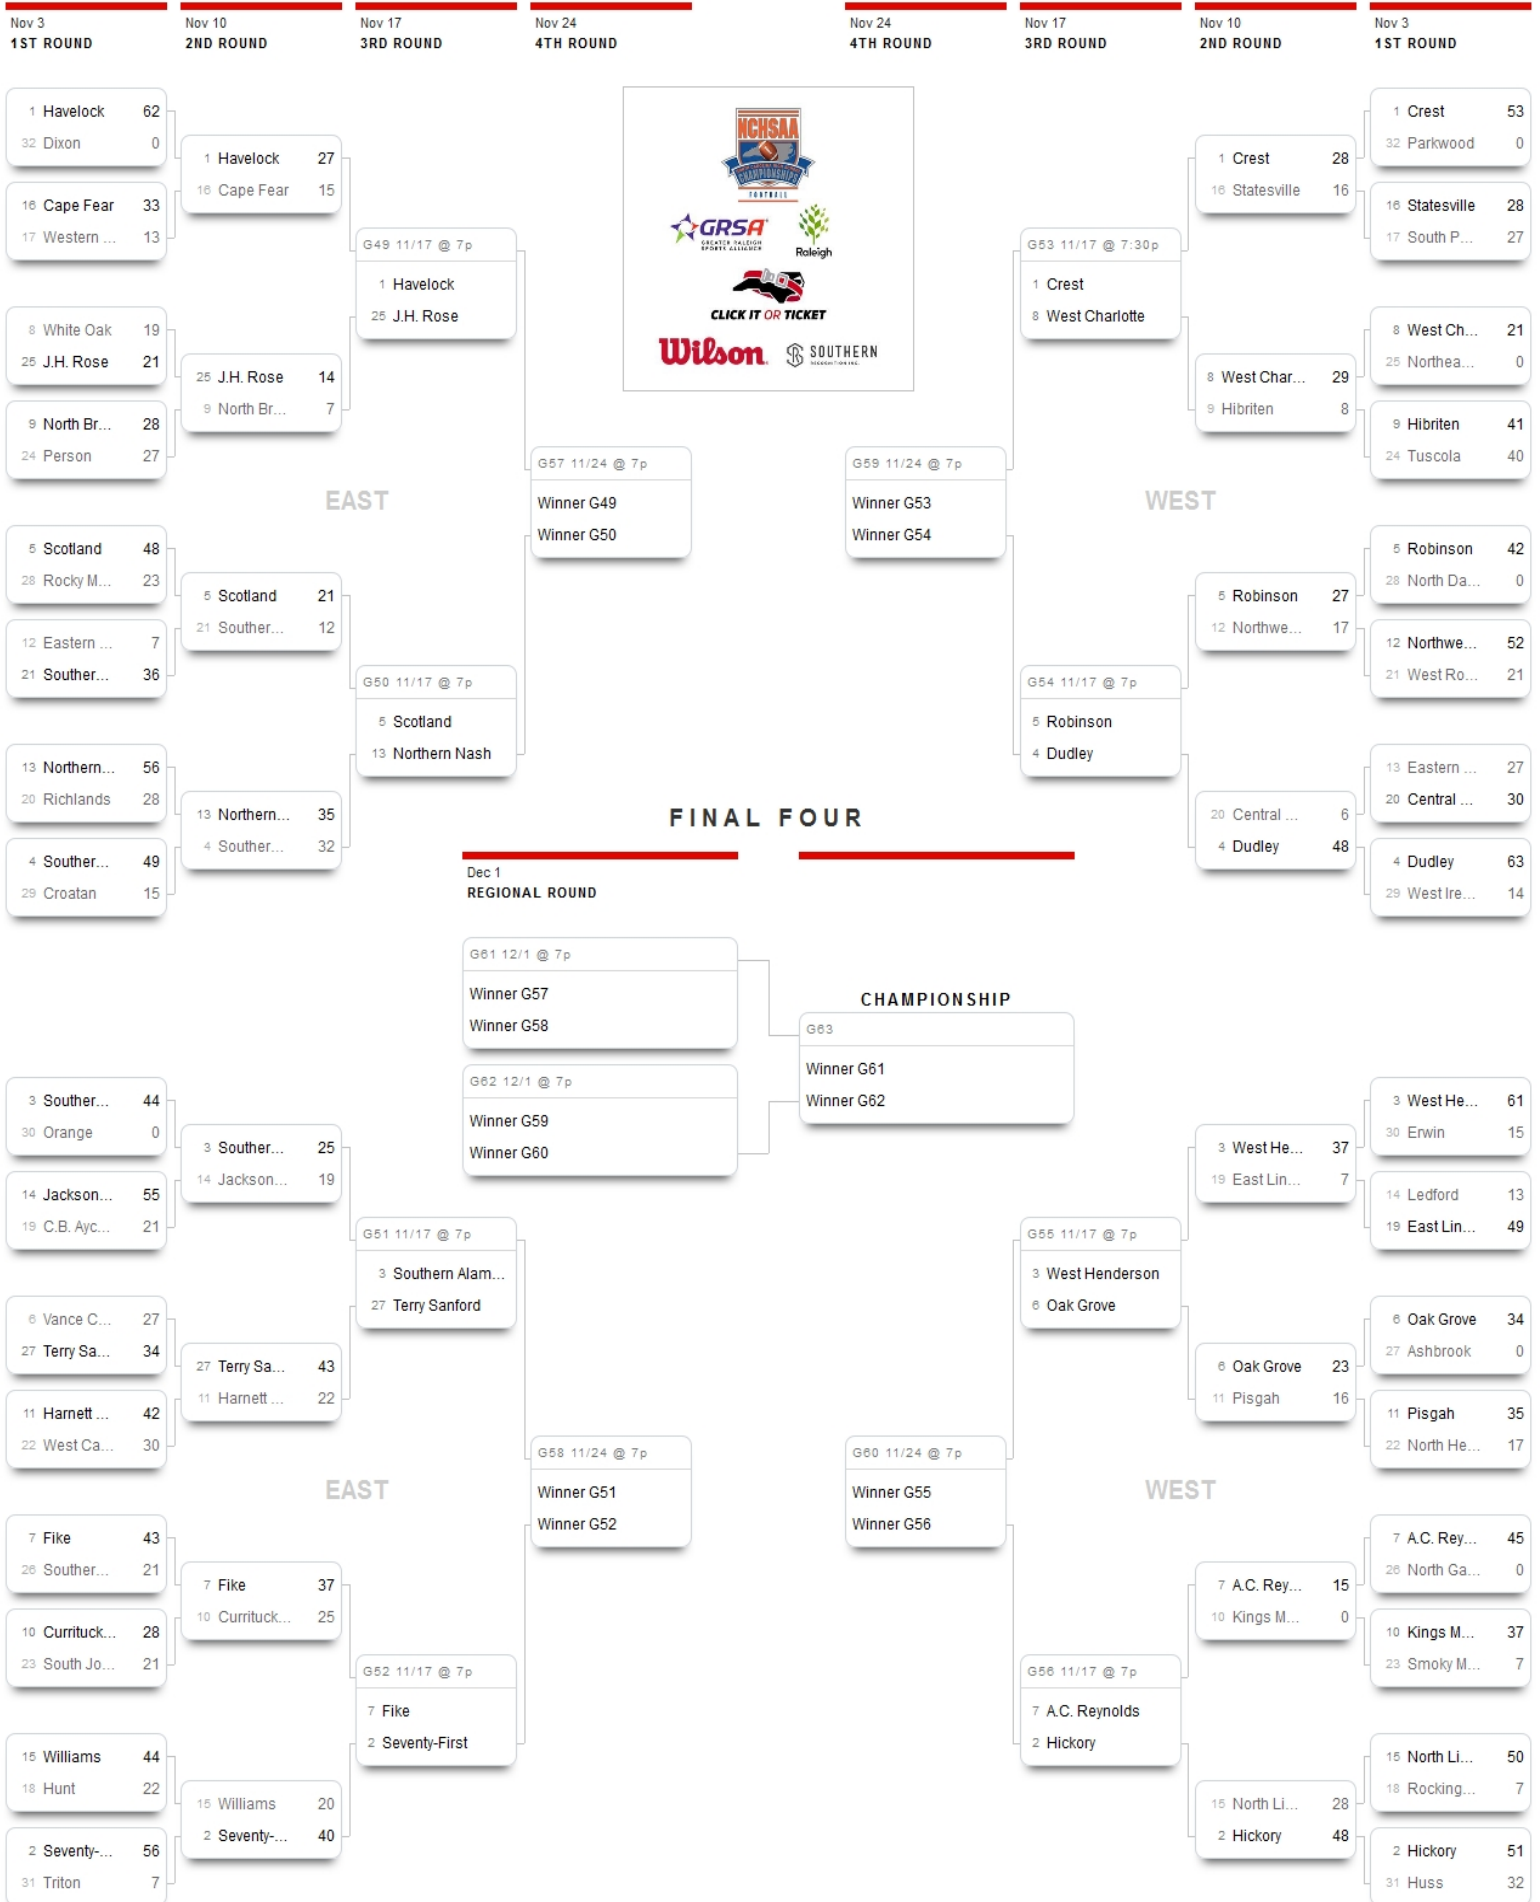 Nov 3
1ST ROUND
Nov 10
2ND ROUND
Nov 17
3RD ROUND
Nov 24
4TH ROUND
Nov 24
4TH ROUND
Nov 17
3RD ROUND
Nov 10
2ND ROUND
Nov 3
1ST ROUND
1 Havelock 62
32 Dixon 0
16 Cape Fear 33
17 Western ... 13
8 White Oak 19
25 J.H. Rose 21
9 North Br... 28
24 Person 27
5 Scotland 48
28 Rocky M... 23
12 Eastern ... 7
21 Souther... 36
13 Northern... 56
20 Richlands 28
4 Souther... 49
29 Croatan 15
1 Havelock 27
16 Cape Fear 15
25 J.H. Rose 14
9 North Br... 7
5 Scotland 21
21 Souther... 12
13 Northern... 35
4 Souther... 32
G49 11/17 @ 7p
1 Havelock
25 J.H. Rose
G50 11/17 @ 7p
5 Scotland
13 Northern Nash
EAST
G57 11/24 @ 7p
Winner G49
Winner G50
NCHSAA
CHAMPIONSHIPS
FOOTBALL
GRSA
GREATER RALEIGH
SPORTS ALLIANCE
Raleigh
CLICK IT OR TICKET
Wilson
SOUTHERN
RECOGNITION INC.
G59 11/24 @ 7p
Winner G53
Winner G54
G53 11/17 @ 7:30p
1 Crest
8 West Charlotte
WEST
G54 11/17 @ 7p
5 Robinson
4 Dudley
1 Crest 28
16 Statesville 16
8 West Char... 29
9 Hibriten 8
5 Robinson 27
12 Northwe... 17
20 Central ... 6
4 Dudley 48
1 Crest 53
32 Parkwood 0
16 Statesville 28
17 South P... 27
8 West Ch... 21
25 Northea... 0
9 Hibriten 41
24 Tuscola 40
5 Robinson 42
28 North Da... 0
12 Northwe... 52
21 West Ro... 21
13 Eastern ... 27
20 Central ... 30
4 Dudley 63
29 West Ire... 14
FINAL FOUR
Dec 1
REGIONAL ROUND
G61 12/1 @ 7p
Winner G57
Winner G58
G62 12/1 @ 7p
Winner G59
Winner G60
CHAMPIONSHIP
G63
Winner G61
Winner G62
3 Souther... 44
30 Orange 0
14 Jackson... 55
19 C.B. Ayc... 21
6 Vance C... 27
27 Terry Sa... 34
11 Harnett ... 42
22 West Ca... 30
7 Fike 43
26 Souther... 21
10 Currituck... 28
23 South Jo... 21
15 Williams 44
18 Hunt 22
2 Seventy-... 56
31 Triton 7
3 Souther... 25
14 Jackson... 19
27 Terry Sa... 43
11 Harnett ... 22
7 Fike 37
10 Currituck... 25
15 Williams 20
2 Seventy-... 40
G51 11/17 @ 7p
3 Southern Alam...
27 Terry Sanford
EAST
G52 11/17 @ 7p
7 Fike
2 Seventy-First
G58 11/24 @ 7p
Winner G51
Winner G52
G60 11/24 @ 7p
Winner G55
Winner G56
G55 11/17 @ 7p
3 West Henderson
6 Oak Grove
WEST
G56 11/17 @ 7p
7 A.C. Reynolds
2 Hickory
3 West He... 37
19 East Lin... 7
6 Oak Grove 23
11 Pisgah 16
7 A.C. Rey... 15
10 Kings M... 0
15 North Li... 28
2 Hickory 48
3 West He... 61
30 Erwin 15
14 Ledford 13
19 East Lin... 49
6 Oak Grove 34
27 Ashbrook 0
11 Pisgah 35
22 North He... 17
7 A.C. Rey... 45
26 North Ga... 0
10 Kings M... 37
23 Smoky M... 7
15 North Li... 50
18 Rocking... 7
2 Hickory 51
31 Huss 32